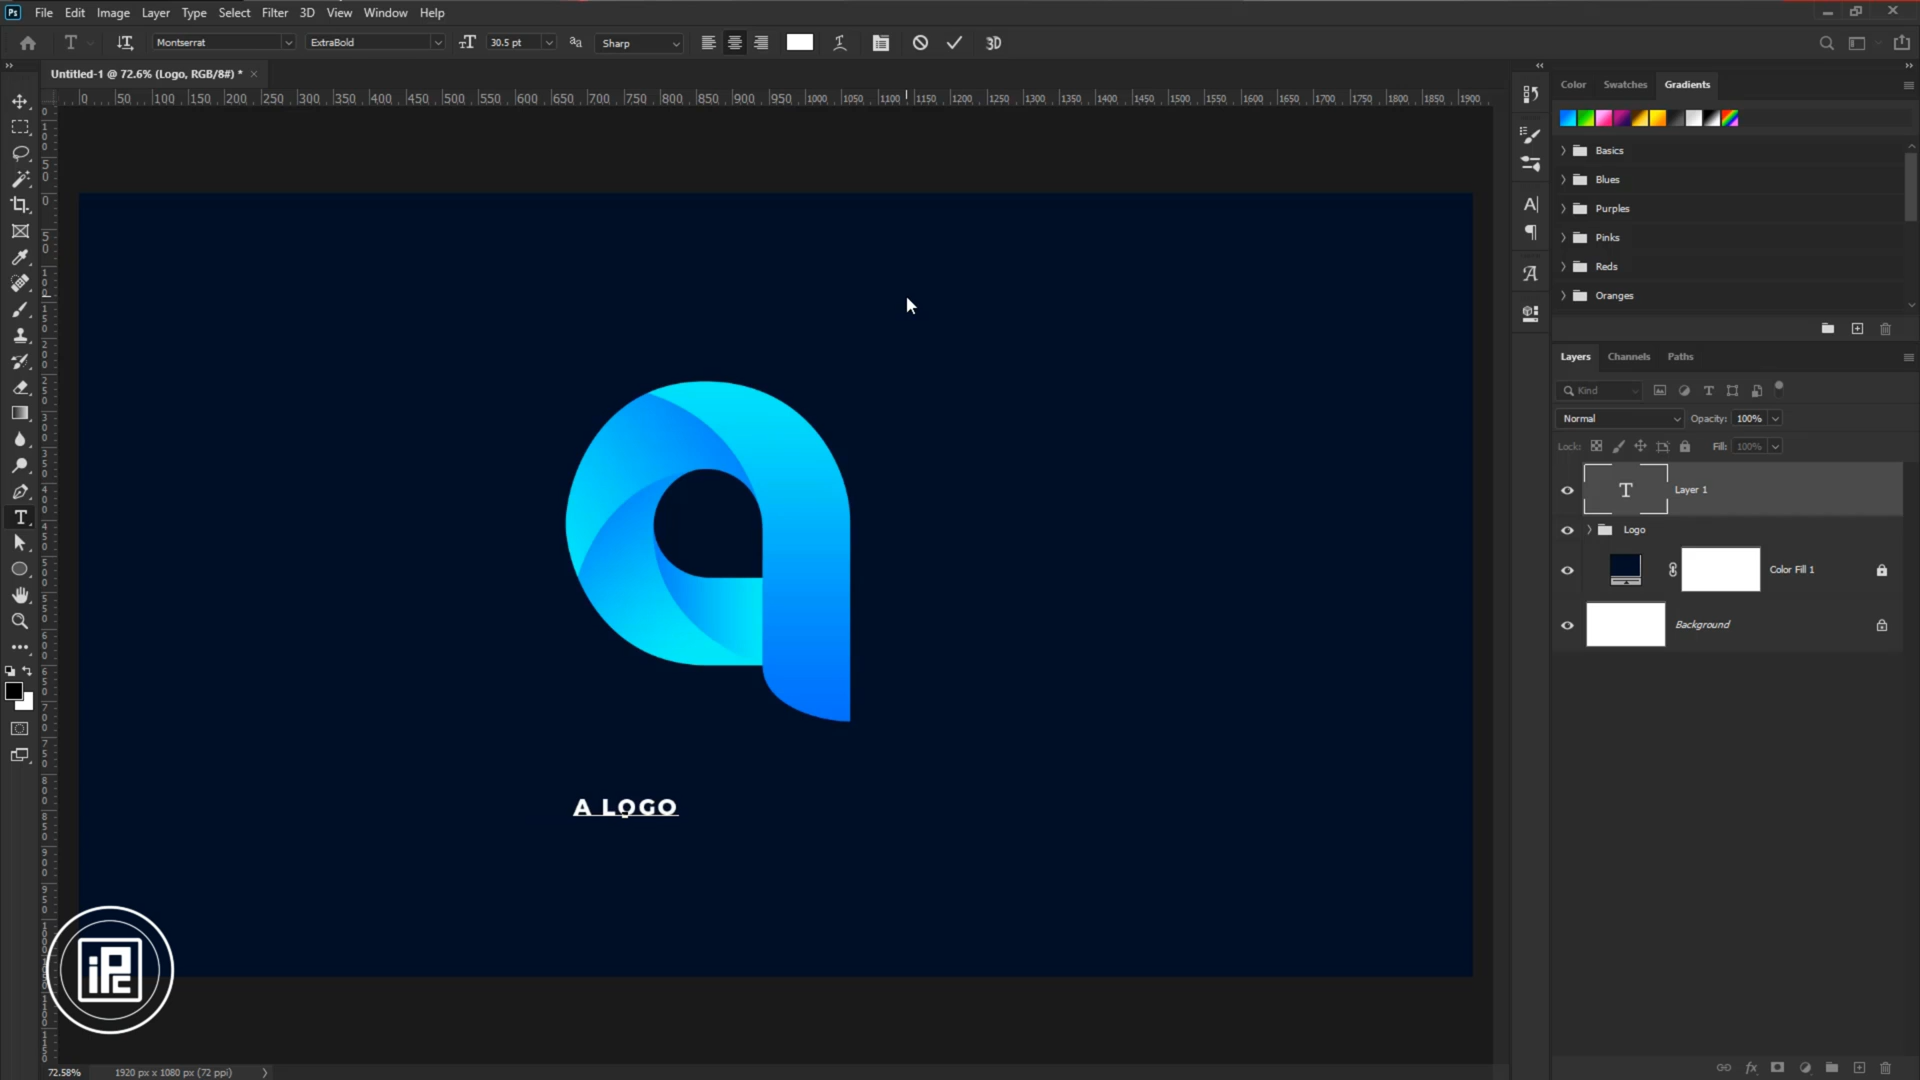 Ps File Edit Image Layer Type Select Filter 3D View Window Help
T Montserrat ExtraBold 30.5 pt aa Sharp 3D
Untitled-1 @ 72.6% (Logo, RGB/8#) * ×
0 50 100 150 200 250 300 350 400 450 500 550 600 650 700 750 800 850 900 950 1000 1050 1100 1150 1200 1250 1300 1350 1400 1450 1500 1550 1600 1650 1700 1750 1800 1850 1900
Color Swatches Gradients
Basics
Blues
Purples
Pinks
Reds
Oranges
Layers Channels Paths
Kind
Normal Opacity: 100%
Lock: Fill: 100%
T Layer 1
Logo
Color Fill 1
Background
A LOGO
iPc
72.58% 1920 px x 1080 px (72 ppi)